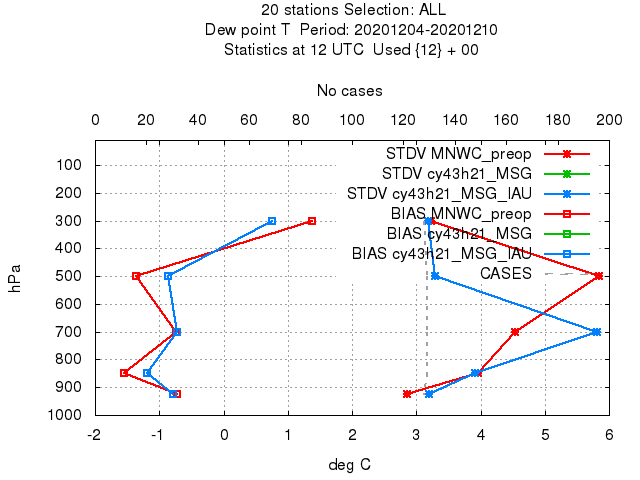 20 stations Selection: ALL
Dew point T  Period: 20201204-20201210
Statistics at 12 UTC  Used {12} + 00
No cases
0 20 40 60 80 100 120 140 160 180 200
STDV MNWC_preop
STDV cy43h21_MSG
STDV cy43h21_MSG_IAU
BIAS MNWC_preop
BIAS cy43h21_MSG
BIAS cy43h21_MSG_IAU
CASES
100
200
300
400
500
600
700
800
900
1000
hPa
-2 -1 0 1 2 3 4 5 6
deg C